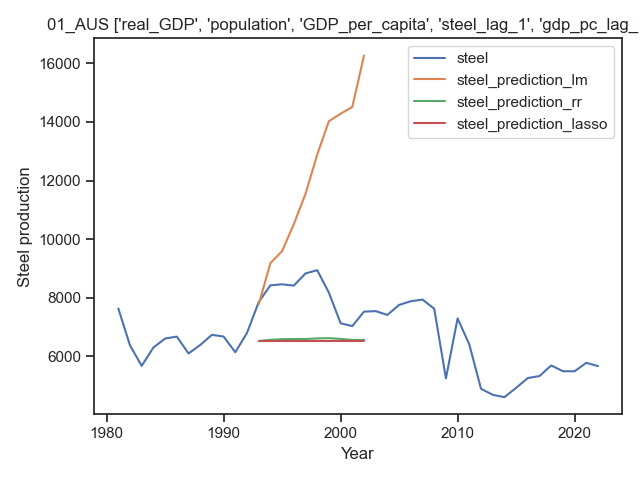 01_AUS ['real_GDP', 'population', 'GDP_per_capita', 'steel_lag_1', 'gdp_pc_lag_
steel
steel_prediction_lm
steel_prediction_rr
steel_prediction_lasso
16000
14000
12000
10000
8000
6000
Steel production
1980 1990 2000 2010 2020
Year